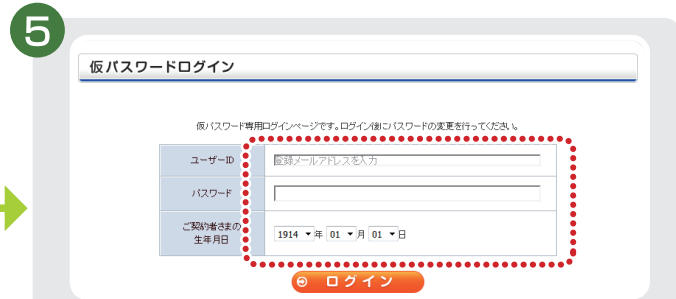 5
仮パスワードログイン
仮パスワード専用ログインページです。ログイン後にパスワードの変更を行ってください。
ユーザーID
登録メールアドレスを入力
パスワード
ご契約者さまの
生年月日
1914 年 01 月 01 日
ログイン